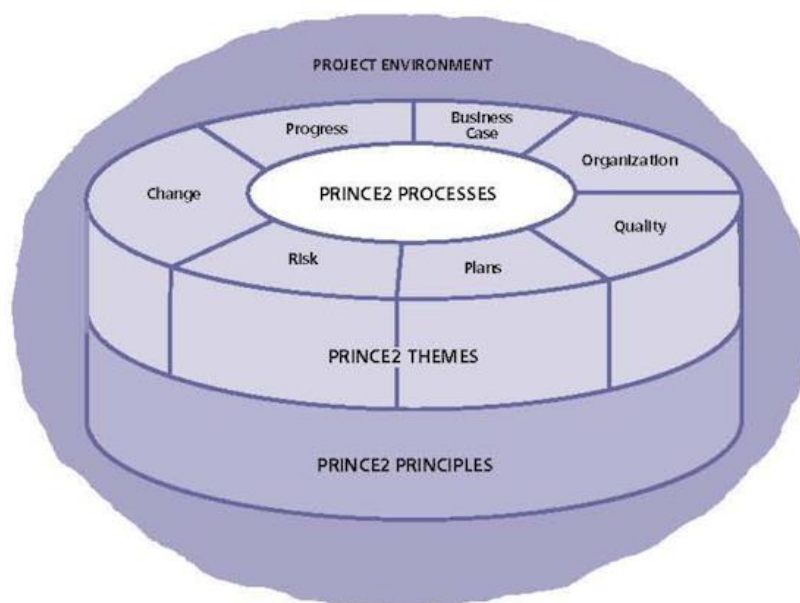 PROJECT ENVIRONMENT
Progress
Business
Case
Organization
Change
PRINCE2 PROCESSES
Quality
Risk
Plans
PRINCE2 THEMES
PRINCE2 PRINCIPLES